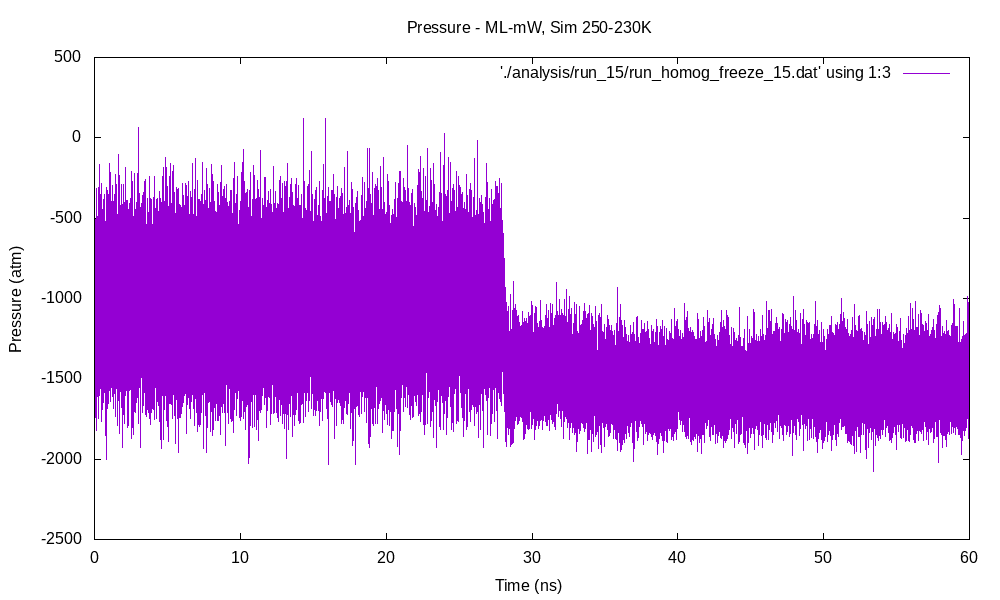 Pressure - ML-mW, Sim 250-230K
'./analysis/run_15/run_homog_freeze_15.dat' using 1:3
500
0
-500
-1000
-1500
-2000
-2500
Pressure (atm)
0 10 20 30 40 50 60
Time (ns)